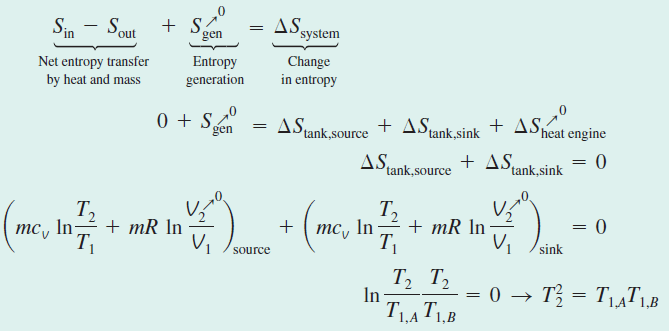 S_in − S_out + S_gen↗0 = ΔS_system
Net entropy transfer by heat and mass
Entropy generation
Change in entropy
0 + S_gen↗0 = ΔS_tank,source + ΔS_tank,sink + ΔS_heat engine↗0
ΔS_tank,source + ΔS_tank,sink = 0
(mc_v ln T_2/T_1 + mR ln V_2/V_1↗0)_source + (mc_v ln T_2/T_1 + mR ln V_2/V_1↗0)_sink = 0
ln T_2/T_1,A T_2/T_1,B = 0 → T_2^2 = T_1,A T_1,B